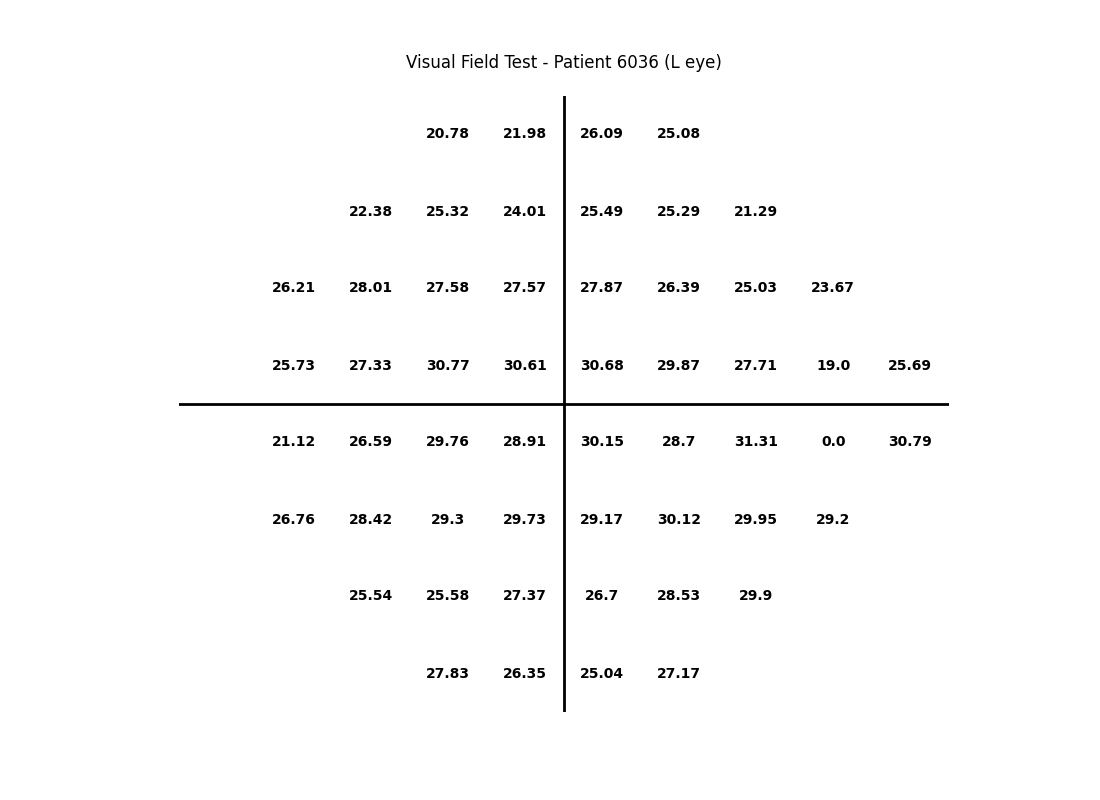 Visual Field Test - Patient 6036 (L eye)
20.78 21.98 26.09 25.08
22.38 25.32 24.01 25.49 25.29 21.29
26.21 28.01 27.58 27.57 27.87 26.39 25.03 23.67
25.73 27.33 30.77 30.61 30.68 29.87 27.71 19.0 25.69
21.12 26.59 29.76 28.91 30.15 28.7 31.31 0.0 30.79
26.76 28.42 29.3 29.73 29.17 30.12 29.95 29.2
25.54 25.58 27.37 26.7 28.53 29.9
27.83 26.35 25.04 27.17